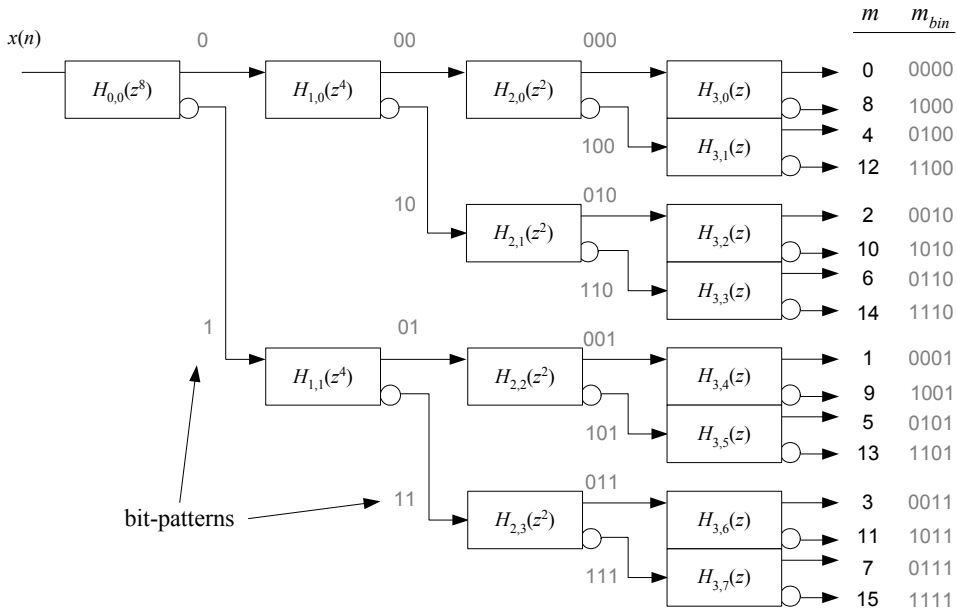 m m_bin
x(n) 0 00 000
H_{0,0}(z^8) H_{1,0}(z^4) H_{2,0}(z^2) H_{3,0}(z) 0 0000
8 1000
100 H_{3,1}(z) 4 0100
12 1100
10 010
H_{2,1}(z^2) H_{3,2}(z) 2 0010
10 1010
110 H_{3,3}(z) 6 0110
14 1110
1 01 001
H_{1,1}(z^4) H_{2,2}(z^2) H_{3,4}(z) 1 0001
9 1001
101 H_{3,5}(z) 5 0101
13 1101
bit-patterns 11 011
H_{2,3}(z^2) H_{3,6}(z) 3 0011
11 1011
111 H_{3,7}(z) 7 0111
15 1111